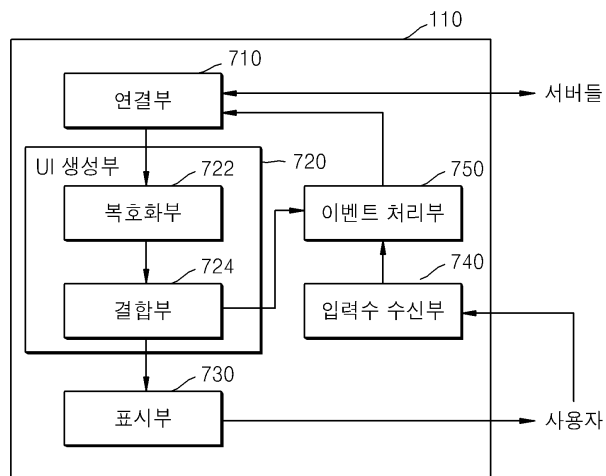 110
710
연결부
서버들
720
UI 생성부
722
750
복호화부
이벤트 처리부
724
740
결합부
입력수 수신부
730
표시부
사용자